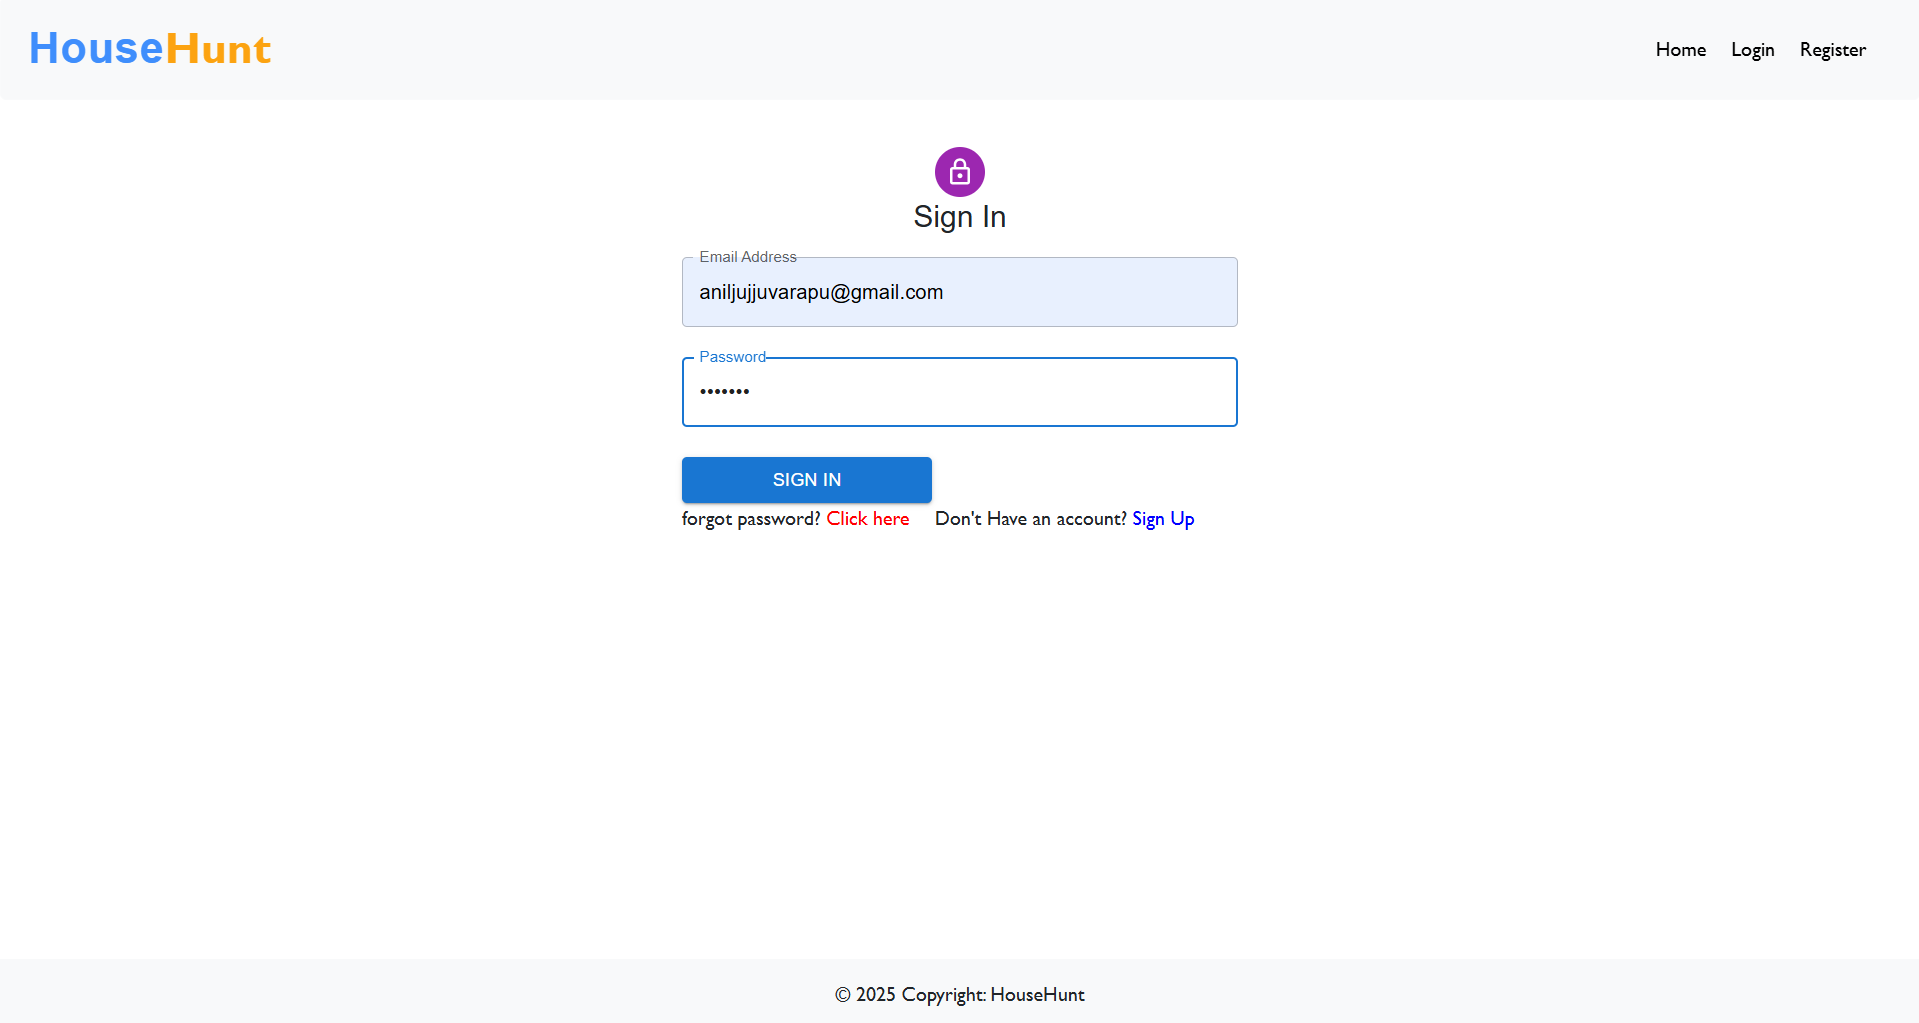 HouseHunt
Home Login Register
Sign In
Email Address
aniljujjuvarapu@gmail.com
Password
•••••••
SIGN IN
forgot password? Click here Don't Have an account? Sign Up
© 2025 Copyright: HouseHunt